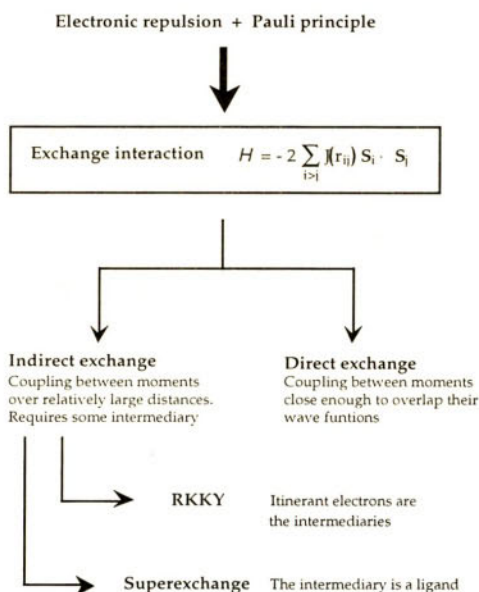 Electronic repulsion + Pauli principle
Exchange interaction H = - 2 ∑ J(rij) Si · Sj
i>j
Indirect exchange
Coupling between moments
over relatively large distances.
Requires some intermediary
Direct exchange
Coupling between moments
close enough to overlap their
wave funtions
RKKY
Itinerant electrons are
the intermediaries
Superexchange The intermediary is a ligand